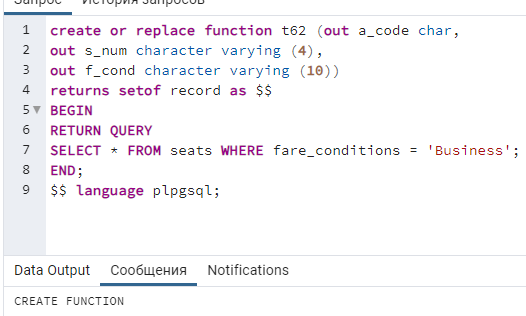 Запрос История запросов
1 create or replace function t62 (out a_code char,
2 out s_num character varying (4),
3 out f_cond character varying (10))
4 returns setof record as $$
5 BEGIN
6 RETURN QUERY
7 SELECT * FROM seats WHERE fare_conditions = 'Business';
8 END;
9 $$ language plpgsql;
Data Output Сообщения Notifications
CREATE FUNCTION